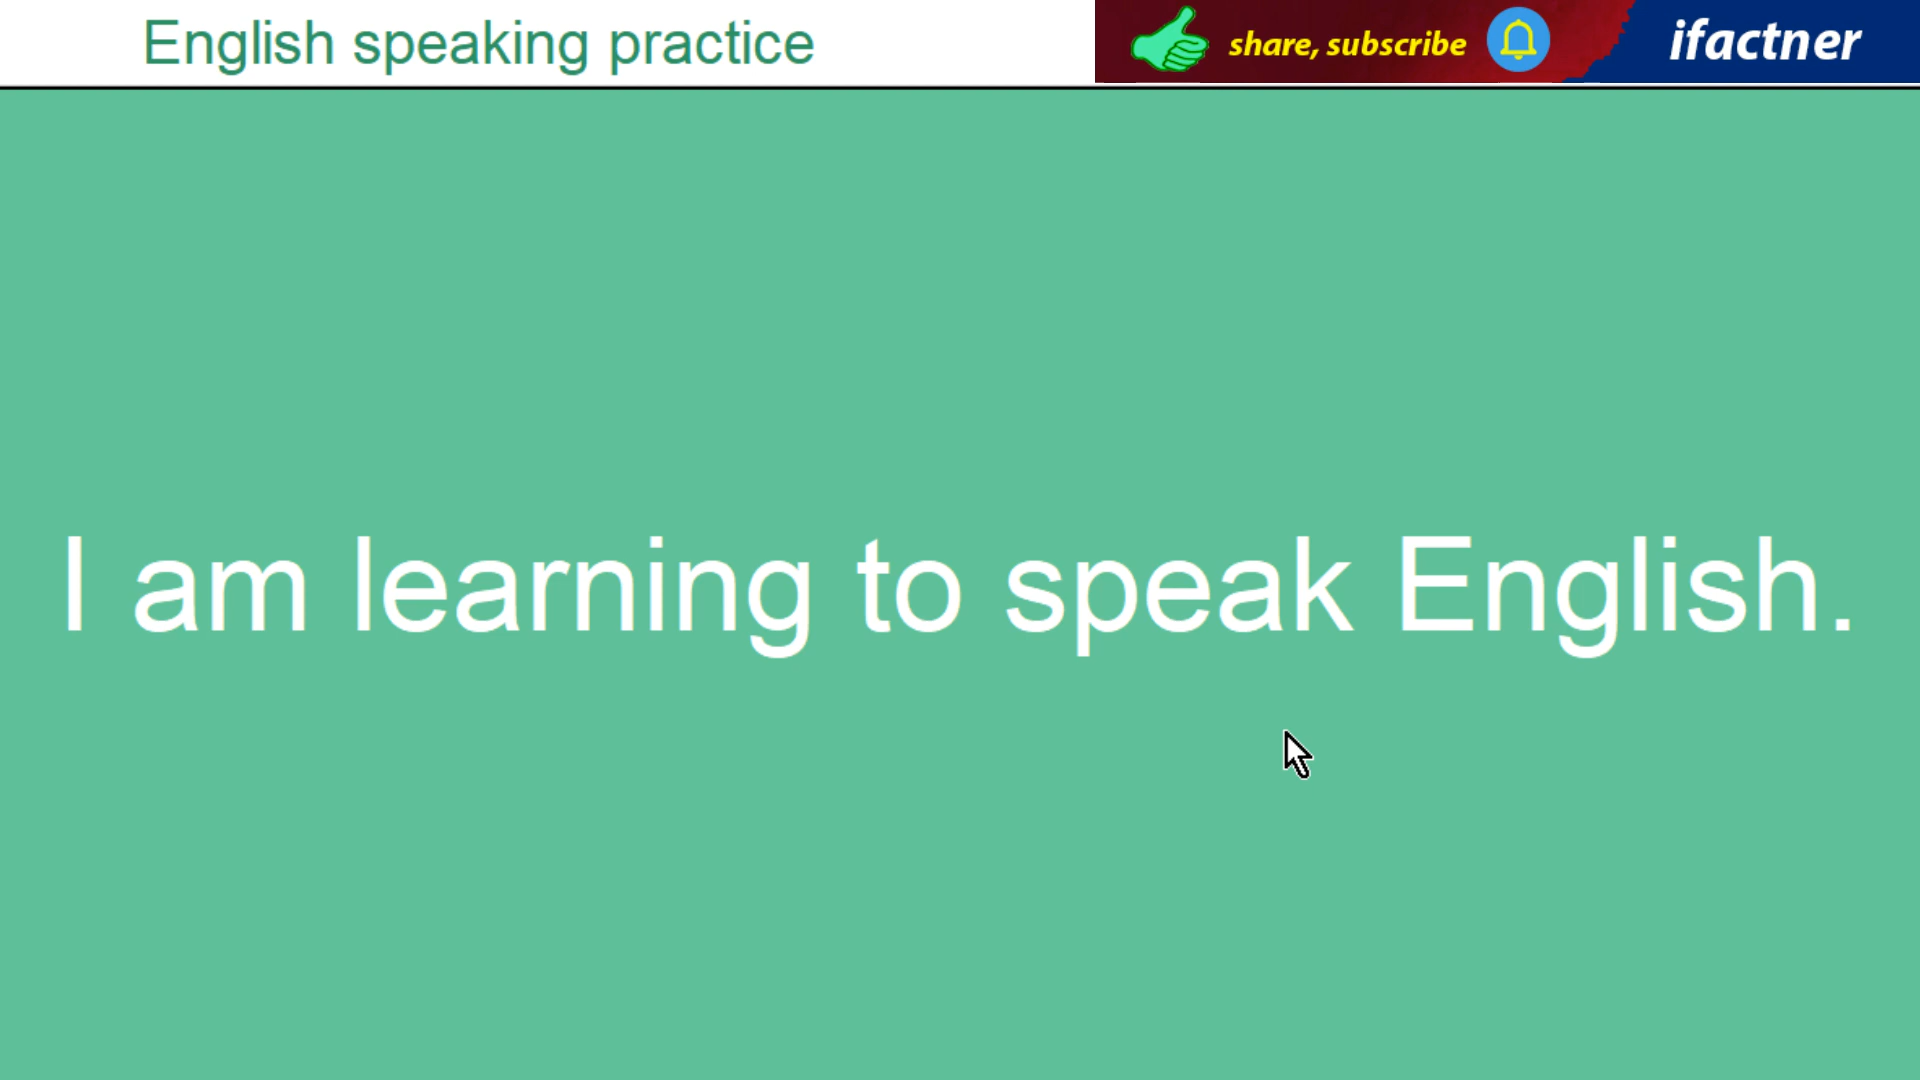 English speaking practice
share, subscribe
ifactner
I am learning to speak English.